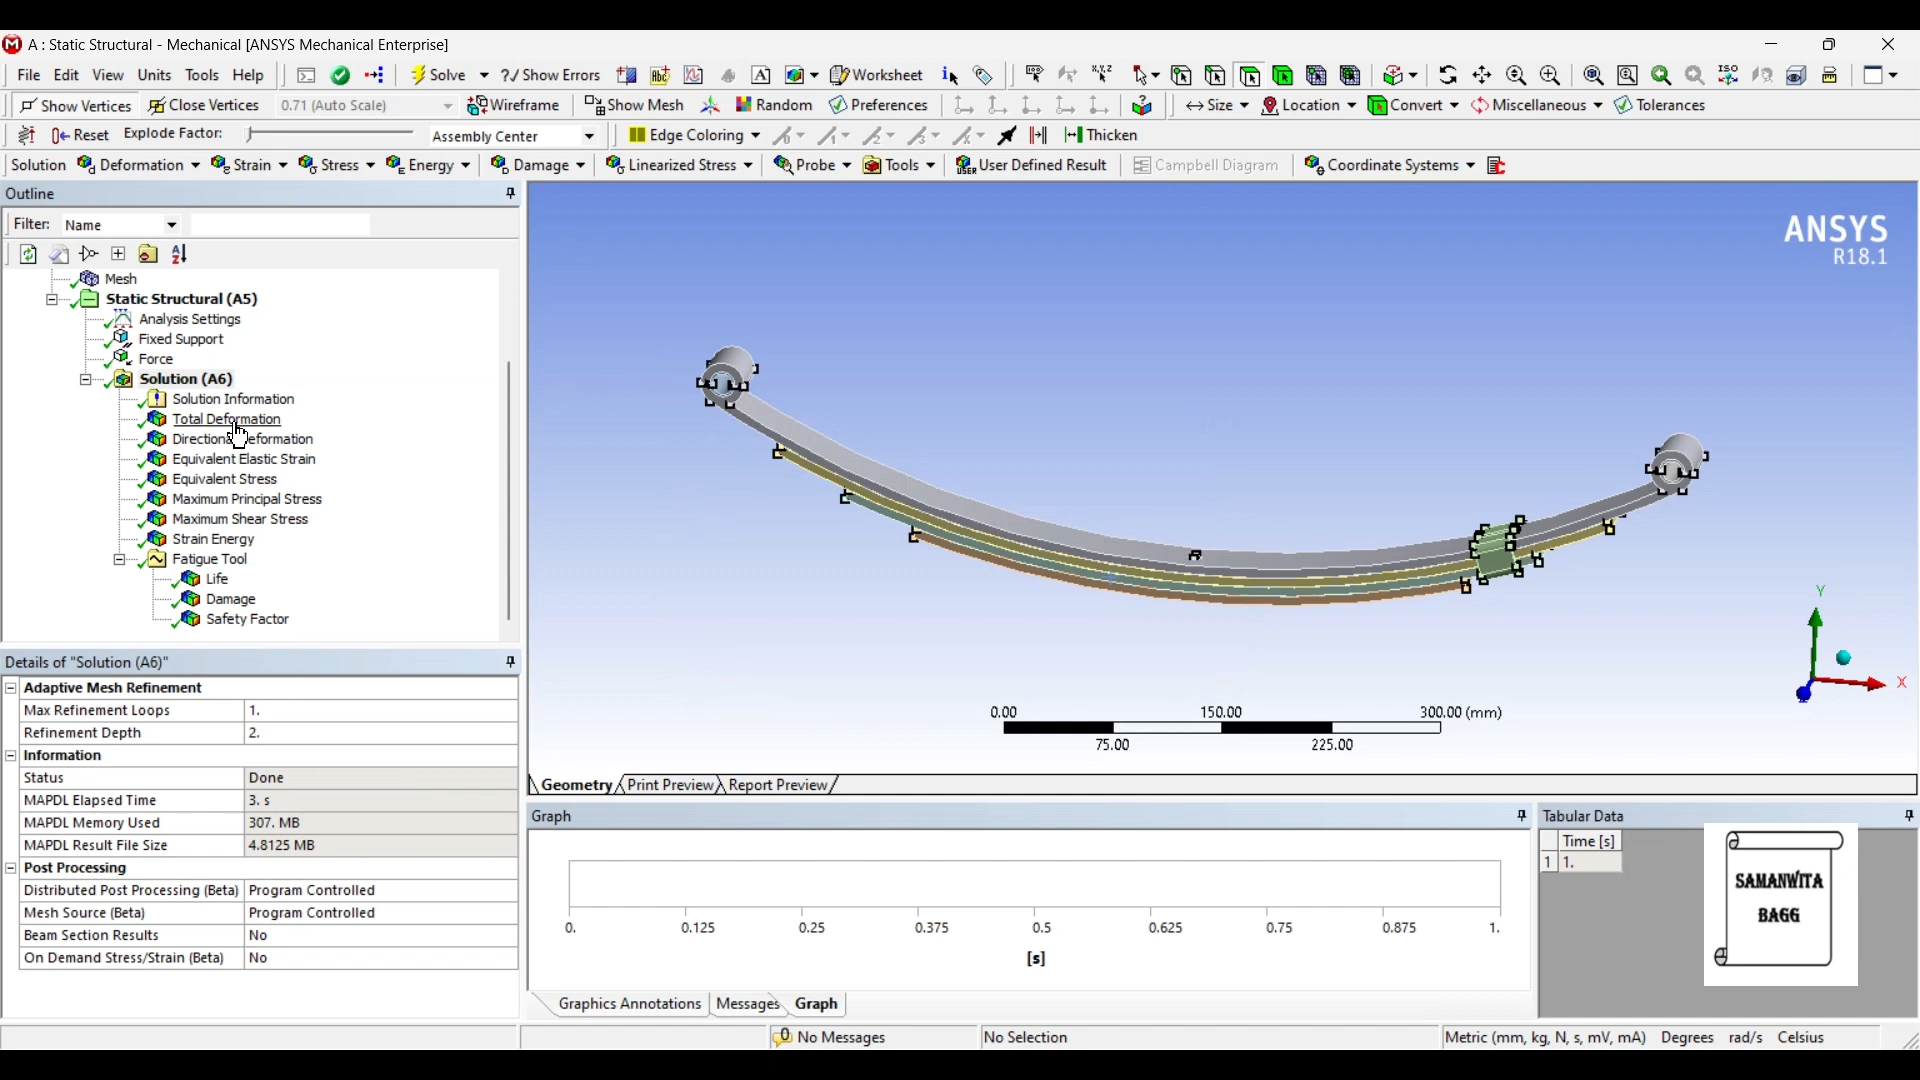 A : Static Structural - Mechanical [ANSYS Mechanical Enterprise]
File Edit View Units Tools Help Solve ?/ Show Errors Worksheet
Show Vertices Close Vertices 0.71 (Auto Scale) Wireframe Show Mesh Random Preferences Size Location Convert Miscellaneous Tolerances
Reset Explode Factor: Assembly Center Edge Coloring Thicken
Solution Deformation Strain Stress Energy Damage Linearized Stress Probe Tools User Defined Result Campbell Diagram Coordinate Systems
Outline
Filter: Name
Mesh
Static Structural (A5)
Analysis Settings
Fixed Support
Force
Solution (A6)
Solution Information
Total Deformation
Directional Deformation
Equivalent Elastic Strain
Equivalent Stress
Maximum Principal Stress
Maximum Shear Stress
Strain Energy
Fatigue Tool
Life
Damage
Safety Factor
ANSYS
R18.1
Y
X
0.00 150.00 300.00 (mm)
75.00 225.00
Geometry Print Preview Report Preview
Details of "Solution (A6)"
Adaptive Mesh Refinement
Max Refinement Loops 1.
Refinement Depth 2.
Information
Status Done
MAPDL Elapsed Time 3. s
MAPDL Memory Used 307. MB
MAPDL Result File Size 4.8125 MB
Post Processing
Distributed Post Processing (Beta) Program Controlled
Mesh Source (Beta) Program Controlled
Beam Section Results No
On Demand Stress/Strain (Beta) No
Graph
0. 0.125 0.25 0.375 0.5 0.625 0.75 0.875 1.
[s]
Graphics Annotations Messages Graph
Tabular Data
Time [s]
1 1.
SAMANWITA
BAGG
No Messages No Selection Metric (mm, kg, N, s, mV, mA) Degrees rad/s Celsius